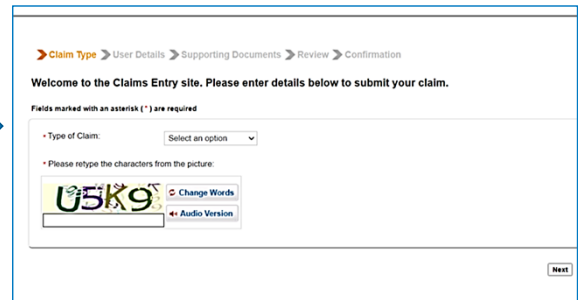 Claim Type User Details Supporting Documents Review Confirmation
Welcome to the Claims Entry site. Please enter details below to submit your claim.
Fields marked with an asterisk (*) are required
* Type of Claim: Select an option
* Please retype the characters from the picture:
U5K9
Change Words
Audio Version
Next